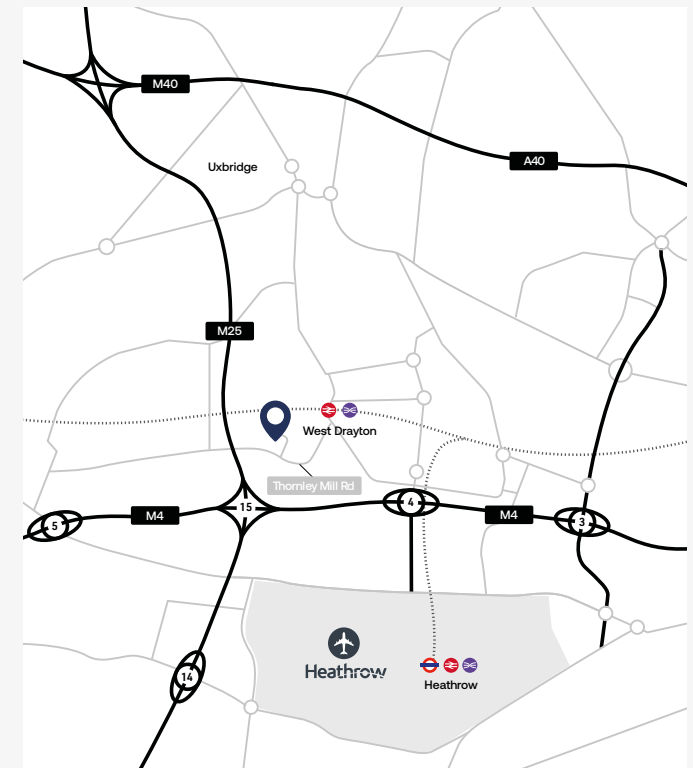 M40
A40
Uxbridge
M25
West Drayton
Thornley Mill Rd
15
4
M4
M4
5
3
Heathrow
Heathrow
14